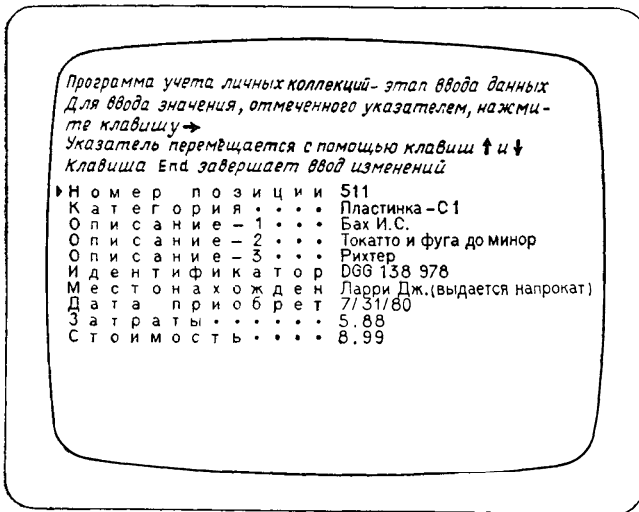 Программа учета личных коллекций - этап ввода данных
Для ввода значения, отмеченного указателем, нажми-
те клавишу →
Указатель перемещается с помощью клавиш ↑ и ↓
Клавиша End завершает ввод изменений
▶Номер позиции 511
Категория···· Пластинка-С1
Описание-1··· Бах И.С.
Описание-2··· Токатто и фуга до минор
Описание-3··· Рихтер
Идентификатор DGG 138 978
Местонахожден Ларри Дж.(выдается напрокат)
Дата приобрет 7/31/80
Затраты······ 5.88
Стоимость···· 8.99